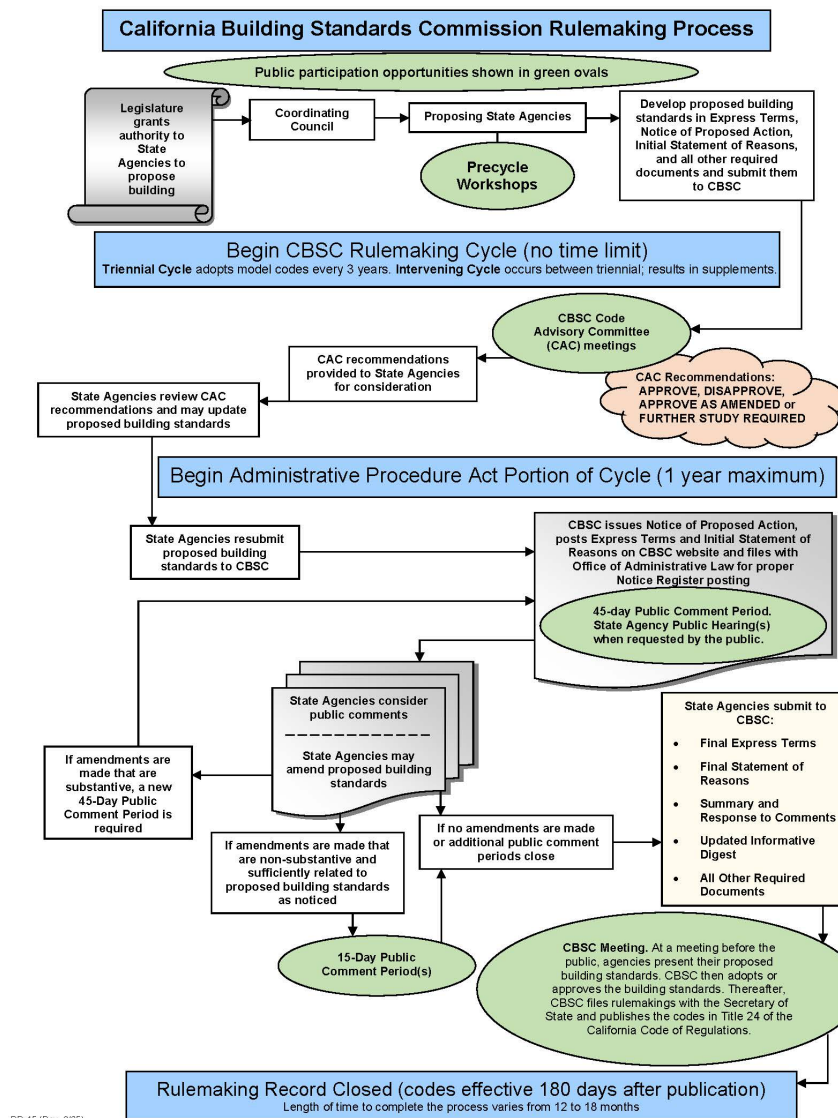 California Building Standards Commission Rulemaking Process
Public participation opportunities shown in green ovals
Legislature
grants
authority to
State
Agencies to
propose
building
Coordinating
Council
Proposing State Agencies
Precycle
Workshops
Develop proposed building
standards in Express Terms,
Notice of Proposed Action,
Initial Statement of Reasons,
and all other required
documents and submit them
to CBSC
Begin CBSC Rulemaking Cycle (no time limit)
Triennial Cycle adopts model codes every 3 years. Intervening Cycle occurs between triennial; results in supplements.
CBSC Code
Advisory Committee
(CAC) meetings
CAC recommendations
provided to State Agencies
for consideration
CAC Recommendations:
APPROVE, DISAPPROVE,
APPROVE AS AMENDED or
FURTHER STUDY REQUIRED
State Agencies review CAC
recommendations and may update
proposed building standards
Begin Administrative Procedure Act Portion of Cycle (1 year maximum)
State Agencies resubmit
proposed building
standards to CBSC
CBSC issues Notice of Proposed Action,
posts Express Terms and Initial Statement of
Reasons on CBSC website and files with
Office of Administrative Law for proper
Notice Register posting
45-day Public Comment Period.
State Agency Public Hearing(s)
when requested by the public.
State Agencies consider
public comments
State Agencies may
amend proposed building
standards
If amendments are
made that are
substantive, a new
45-Day Public
Comment Period is
required
If amendments are made that
are non-substantive and
sufficiently related to
proposed building standards
as noticed
15-Day Public
Comment Period(s)
If no amendments are made
or additional public comment
periods close
State Agencies submit to
CBSC:
• Final Express Terms
• Final Statement of
Reasons
• Summary and
Response to Comments
• Updated Informative
Digest
• All Other Required
Documents
CBSC Meeting. At a meeting before the
public, agencies present their proposed
building standards. CBSC then adopts or
approves the building standards. Thereafter,
CBSC files rulemakings with the Secretary of
State and publishes the codes in Title 24 of the
California Code of Regulations.
Rulemaking Record Closed (codes effective 180 days after publication)
Length of time to complete the process varies from 12 to 18 months